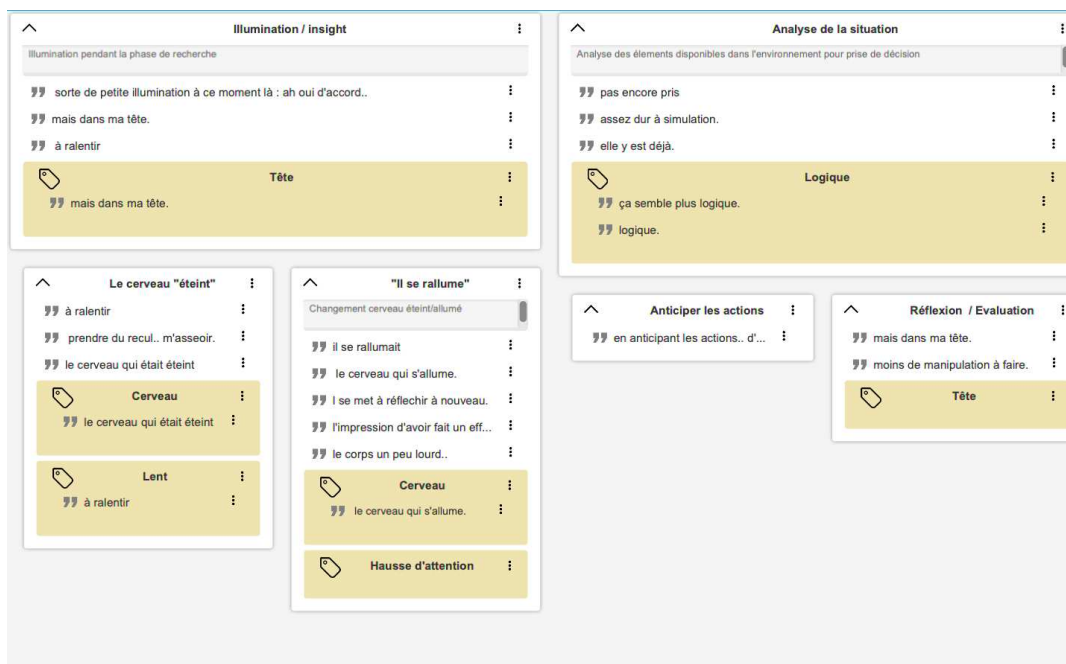 Illumination / insight
Illumination pendant la phase de recherche
sorte de petite illumination à ce moment là : ah oui d'accord..
mais dans ma tête.
à ralentir
Tête
mais dans ma tête.
Analyse de la situation
Analyse des élements disponibles dans l'environnement pour prise de décision
pas encore pris
assez dur à simulation.
elle y est déjà.
Logique
ça semble plus logique.
logique.
Le cerveau "éteint"
à ralentir
prendre du recul.. m'asseoir.
le cerveau qui était éteint
Cerveau
le cerveau qui était éteint
Lent
à ralentir
"Il se rallume"
Changement cerveau éteint/allumé
il se rallumait
le cerveau qui s'allume.
l se met à réflechir à nouveau.
l'impression d'avoir fait un eff...
le corps un peu lourd..
Cerveau
le cerveau qui s'allume.
Hausse d'attention
Anticiper les actions
en anticipant les actions.. d'...
Réflexion / Evaluation
mais dans ma tête.
moins de manipulation à faire.
Tête